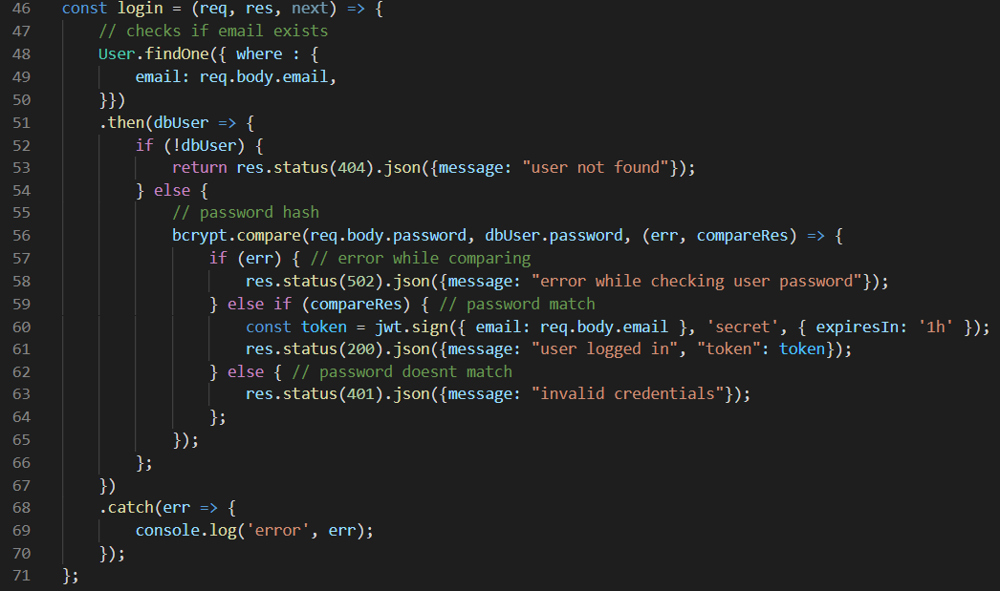 46 const login = (req, res, next) => {
47     // checks if email exists
48     User.findOne({ where : {
49         email: req.body.email,
50     }})
51     .then(dbUser => {
52         if (!dbUser) {
53             return res.status(404).json({message: "user not found"});
54         } else {
55             // password hash
56             bcrypt.compare(req.body.password, dbUser.password, (err, compareRes) => {
57                 if (err) { // error while comparing
58                     res.status(502).json({message: "error while checking user password"});
59                 } else if (compareRes) { // password match
60                     const token = jwt.sign({ email: req.body.email }, 'secret', { expiresIn: '1h' });
61                     res.status(200).json({message: "user logged in", "token": token});
62                 } else { // password doesnt match
63                     res.status(401).json({message: "invalid credentials"});
64                 };
65             });
66         };
67     })
68     .catch(err => {
69         console.log('error', err);
70     });
71 };